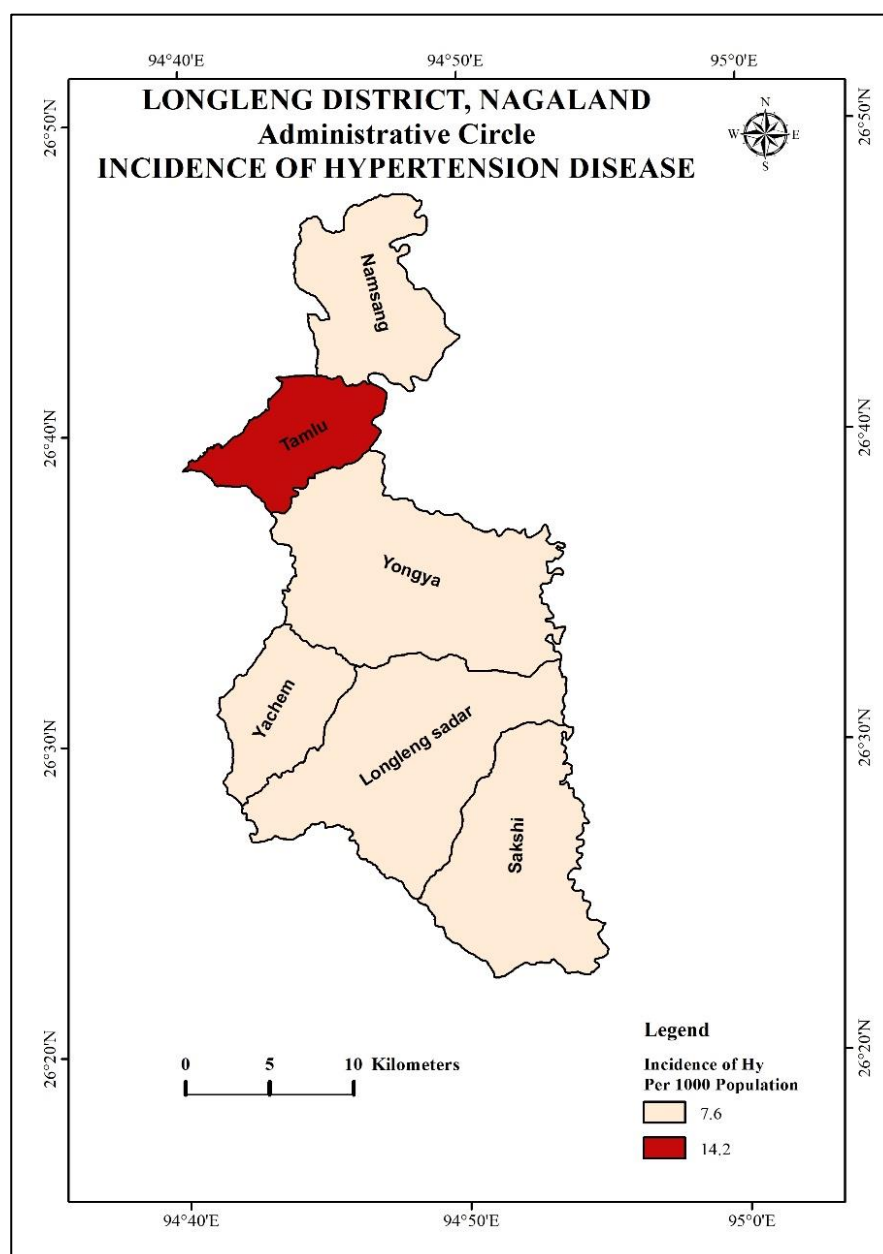 94°40'E 94°50'E 95°0'E
LONGLENG DISTRICT, NAGALAND
Administrative Circle
INCIDENCE OF HYPERTENSION DISEASE
N
W E
S
26°50'N 26°50'N
Namsang
Tamlu
26°40'N 26°40'N
Yongya
Yachem
Longleng sadar
26°30'N 26°30'N
Sakshi
26°20'N 26°20'N
0 5 10 Kilometers
Legend
Incidence of Hy
Per 1000 Population
7.6
14.2
94°40'E 94°50'E 95°0'E